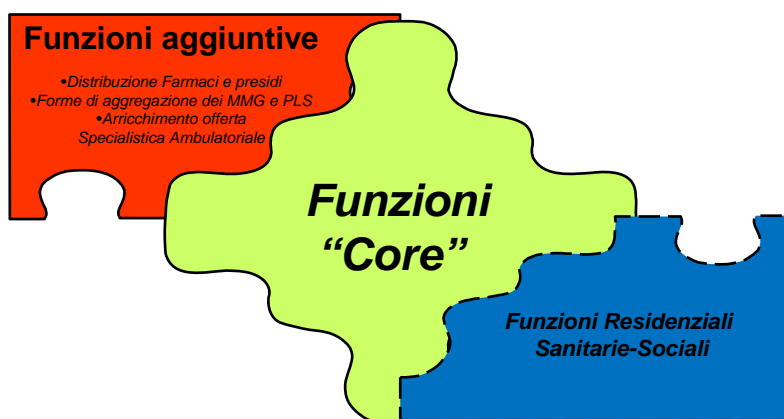 Funzioni aggiuntive
•Distribuzione Farmaci e presidi
•Forme di aggregazione dei MMG e PLS
•Arricchimento offerta
Specialistica Ambulatoriale
Funzioni
“Core”
Funzioni Residenziali
Sanitarie-Sociali